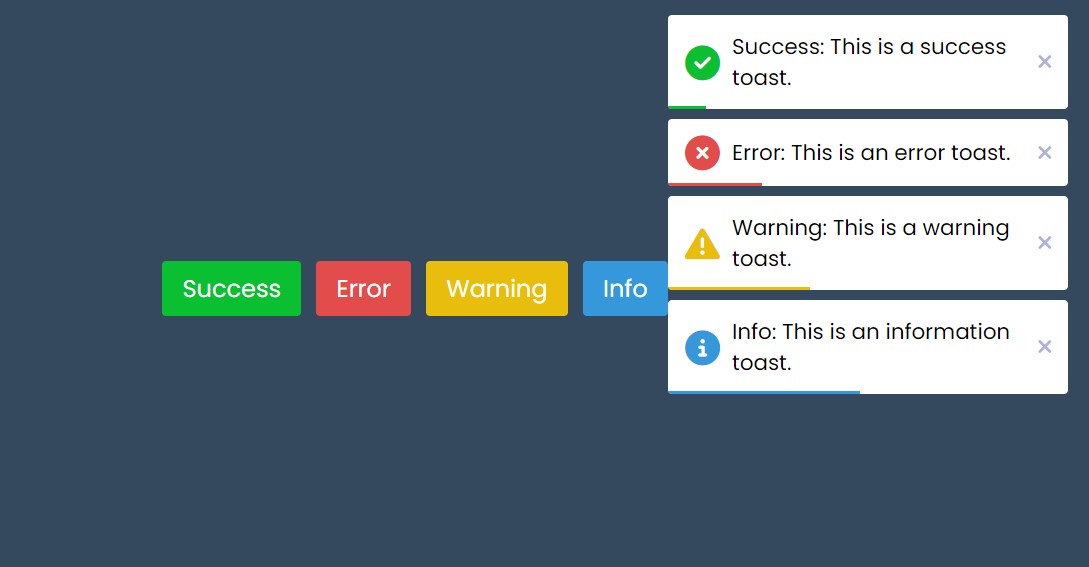 Success: This is a success
toast.
Error: This is an error toast.
Warning: This is a warning
toast.
Success Error Warning Info
Info: This is an information
toast.